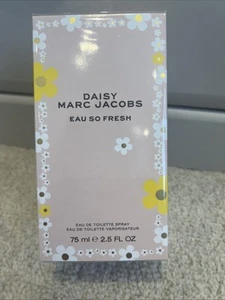 DAISY
MARC JACOBS
EAU SO FRESH
EAU DE TOILETTE SPRAY
EAU DE TOILETTE VAPORISATEUR
75 ml ℮ 2.5 FL OZ